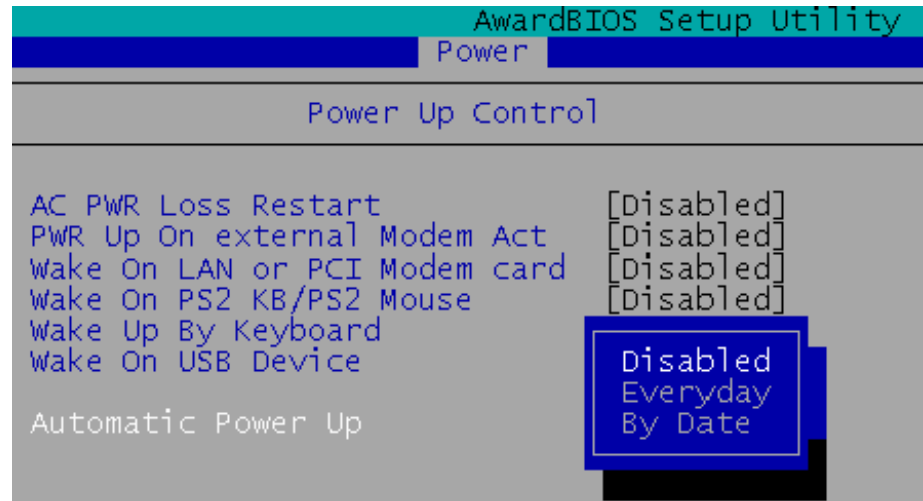 AwardBIOS Setup Utility
Power
Power Up Control
AC PWR Loss Restart [Disabled]
PWR Up On external Modem Act [Disabled]
Wake On LAN or PCI Modem card [Disabled]
Wake On PS2 KB/PS2 Mouse [Disabled]
Wake Up By Keyboard
Wake On USB Device Disabled
Everyday
Automatic Power Up By Date